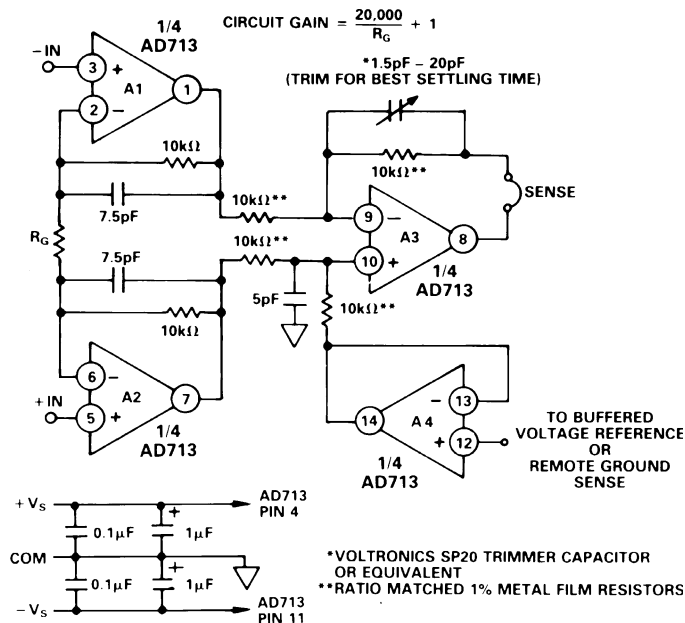 CIRCUIT GAIN = 20,000 / RG + 1
1/4
AD713
*1.5pF – 20pF
(TRIM FOR BEST SETTLING TIME)
–IN
3
+
A1
1
2
–
10kΩ
7.5pF
10kΩ**
10kΩ**
SENSE
9
–
A3
8
10
+
1/4
AD713
RG
7.5pF
10kΩ**
5pF
10kΩ**
10kΩ
6
–
A2
7
+IN
5
+
1/4
AD713
–
13
14
A4
+
12
1/4
AD713
TO BUFFERED
VOLTAGE REFERENCE
OR
REMOTE GROUND
SENSE
+VS
AD713
PIN 4
0.1μF
+
1μF
COM
0.1μF
+
1μF
–VS
AD713
PIN 11
*VOLTRONICS SP20 TRIMMER CAPACITOR
OR EQUIVALENT
**RATIO MATCHED 1% METAL FILM RESISTORS